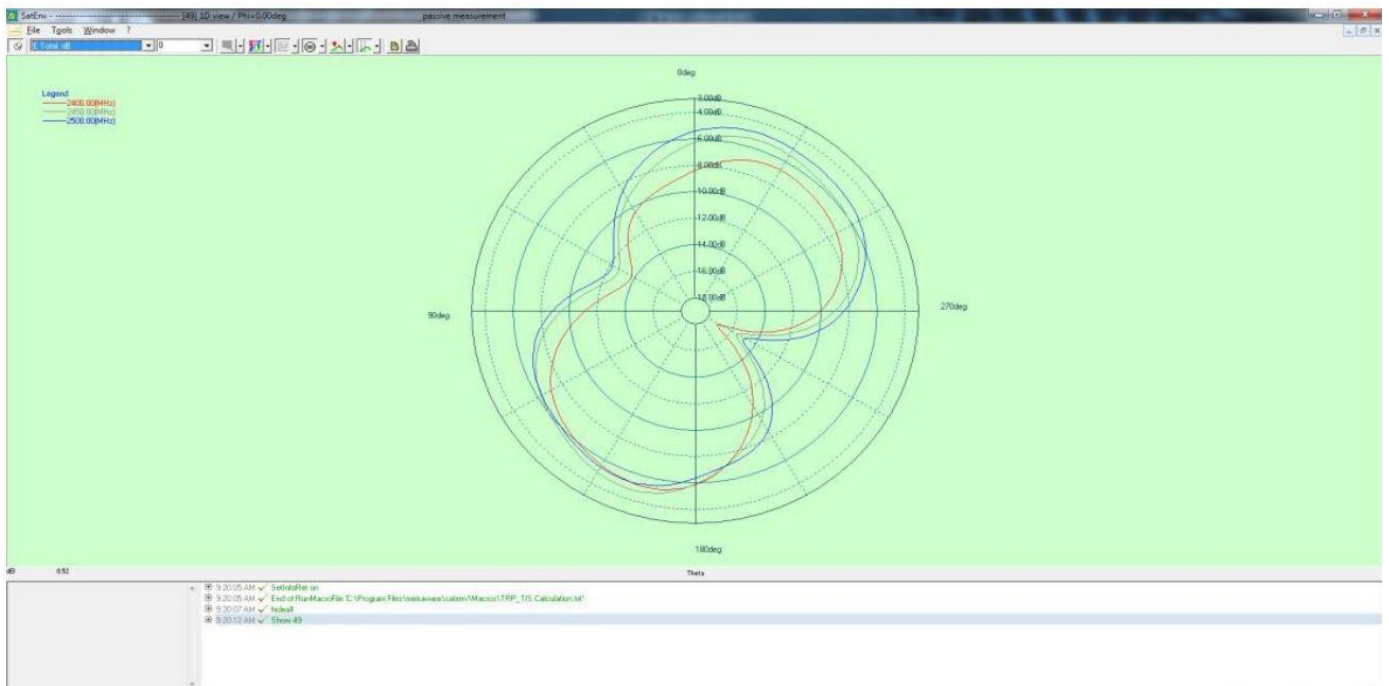 SatEnv - ---------------------------------------- [49] 1D view / Phi=0.00deg passive measurement
File Tools Window ?
E Total dB 0
0deg
Legend
2400.00(MHz)
2450.00(MHz)
2500.00(MHz)
-3.00dB
-4.00dB
-6.00dB
-8.00dB
-10.00dB
-12.00dB
-14.00dB
-16.00dB
-18.00dB
90deg
270deg
180deg
dB Theta
9:20:05 AM SetInfoRet on
9:20:05 AM End of RunMacroFile
9:20:07 AM hideall
9:20:12 AM Show 49